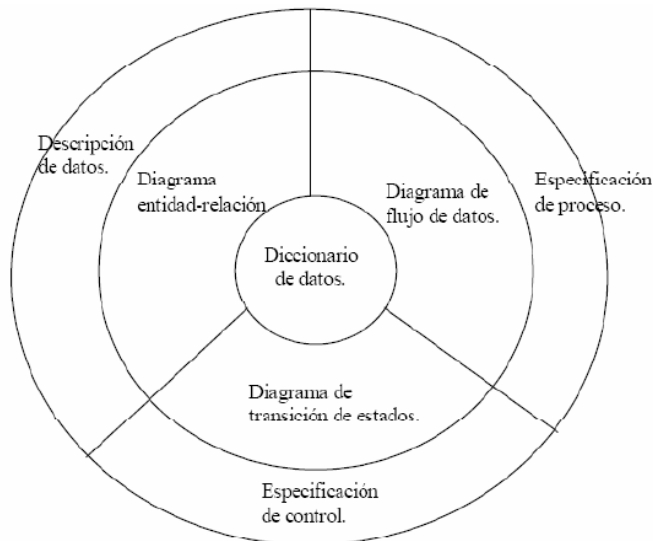 Descripción
de datos.
Diagrama
entidad-relación
Diagrama de
flujo de datos.
Especificación
de proceso.
Diccionario
de datos.
Diagrama de
transición de estados.
Especificación
de control.